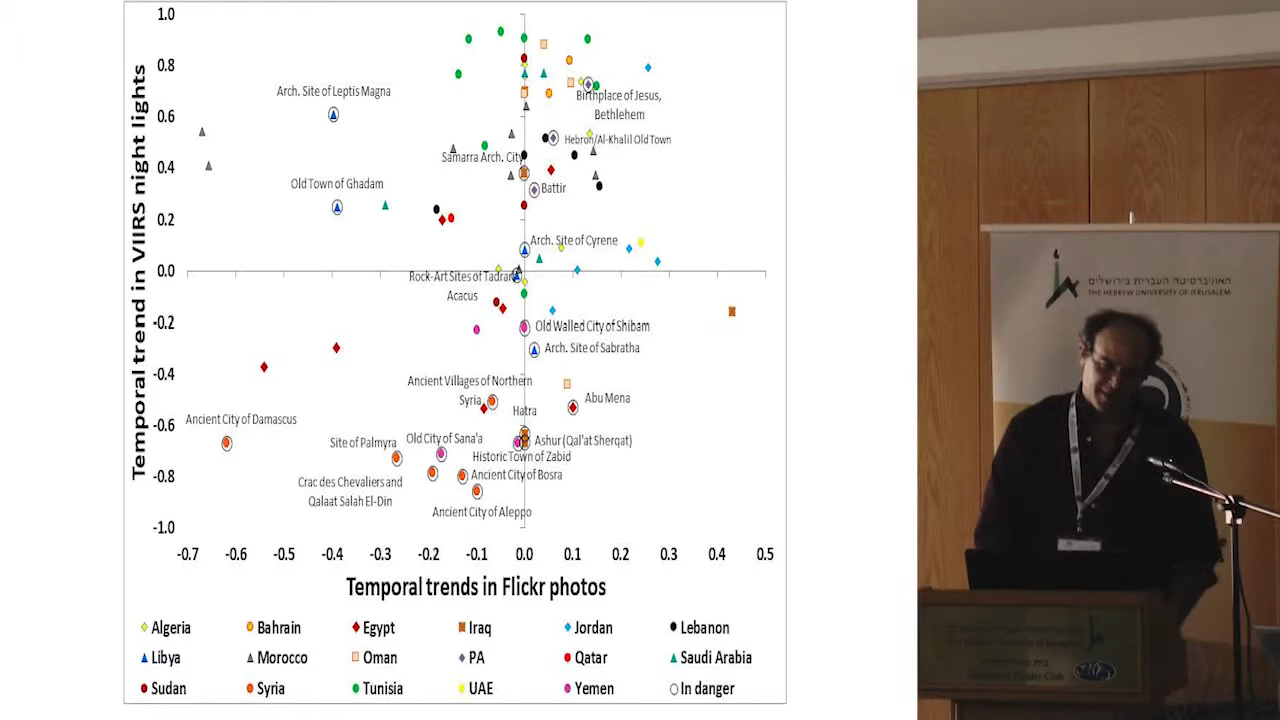 1.0
0.8
0.6
0.4
0.2
0.0
-0.2
-0.4
-0.6
-0.8
-1.0
Temporal trend in VIIRS night lights
Arch. Site of Leptis Magna
Birthplace of Jesus,
Bethlehem
Hebron/Al-Khalil Old Town
Samarra Arch. City
Old Town of Ghadam
Battir
Arch. Site of Cyrene
Rock-Art Sites of Tadrart
Acacus
Old Walled City of Shibam
Arch. Site of Sabratha
Ancient Villages of Northern
Syria
Abu Mena
Hatra
Ancient City of Damascus
Site of Palmyra
Old City of Sana'a
Ashur (Qal'at Sherqat)
Historic Town of Zabid
Crac des Chevaliers and
Qalaat Salah El-Din
Ancient City of Bosra
Ancient City of Aleppo
-0.7 -0.6 -0.5 -0.4 -0.3 -0.2 -0.1 0.0 0.1 0.2 0.3 0.4 0.5
Temporal trends in Flickr photos
Algeria Bahrain Egypt Iraq Jordan Lebanon
Libya Morocco Oman PA Qatar Saudi Arabia
Sudan Syria Tunisia UAE Yemen In danger
האוניברסיטה העברית בירושלים
THE HEBREW UNIVERSITY OF JERUSALEM